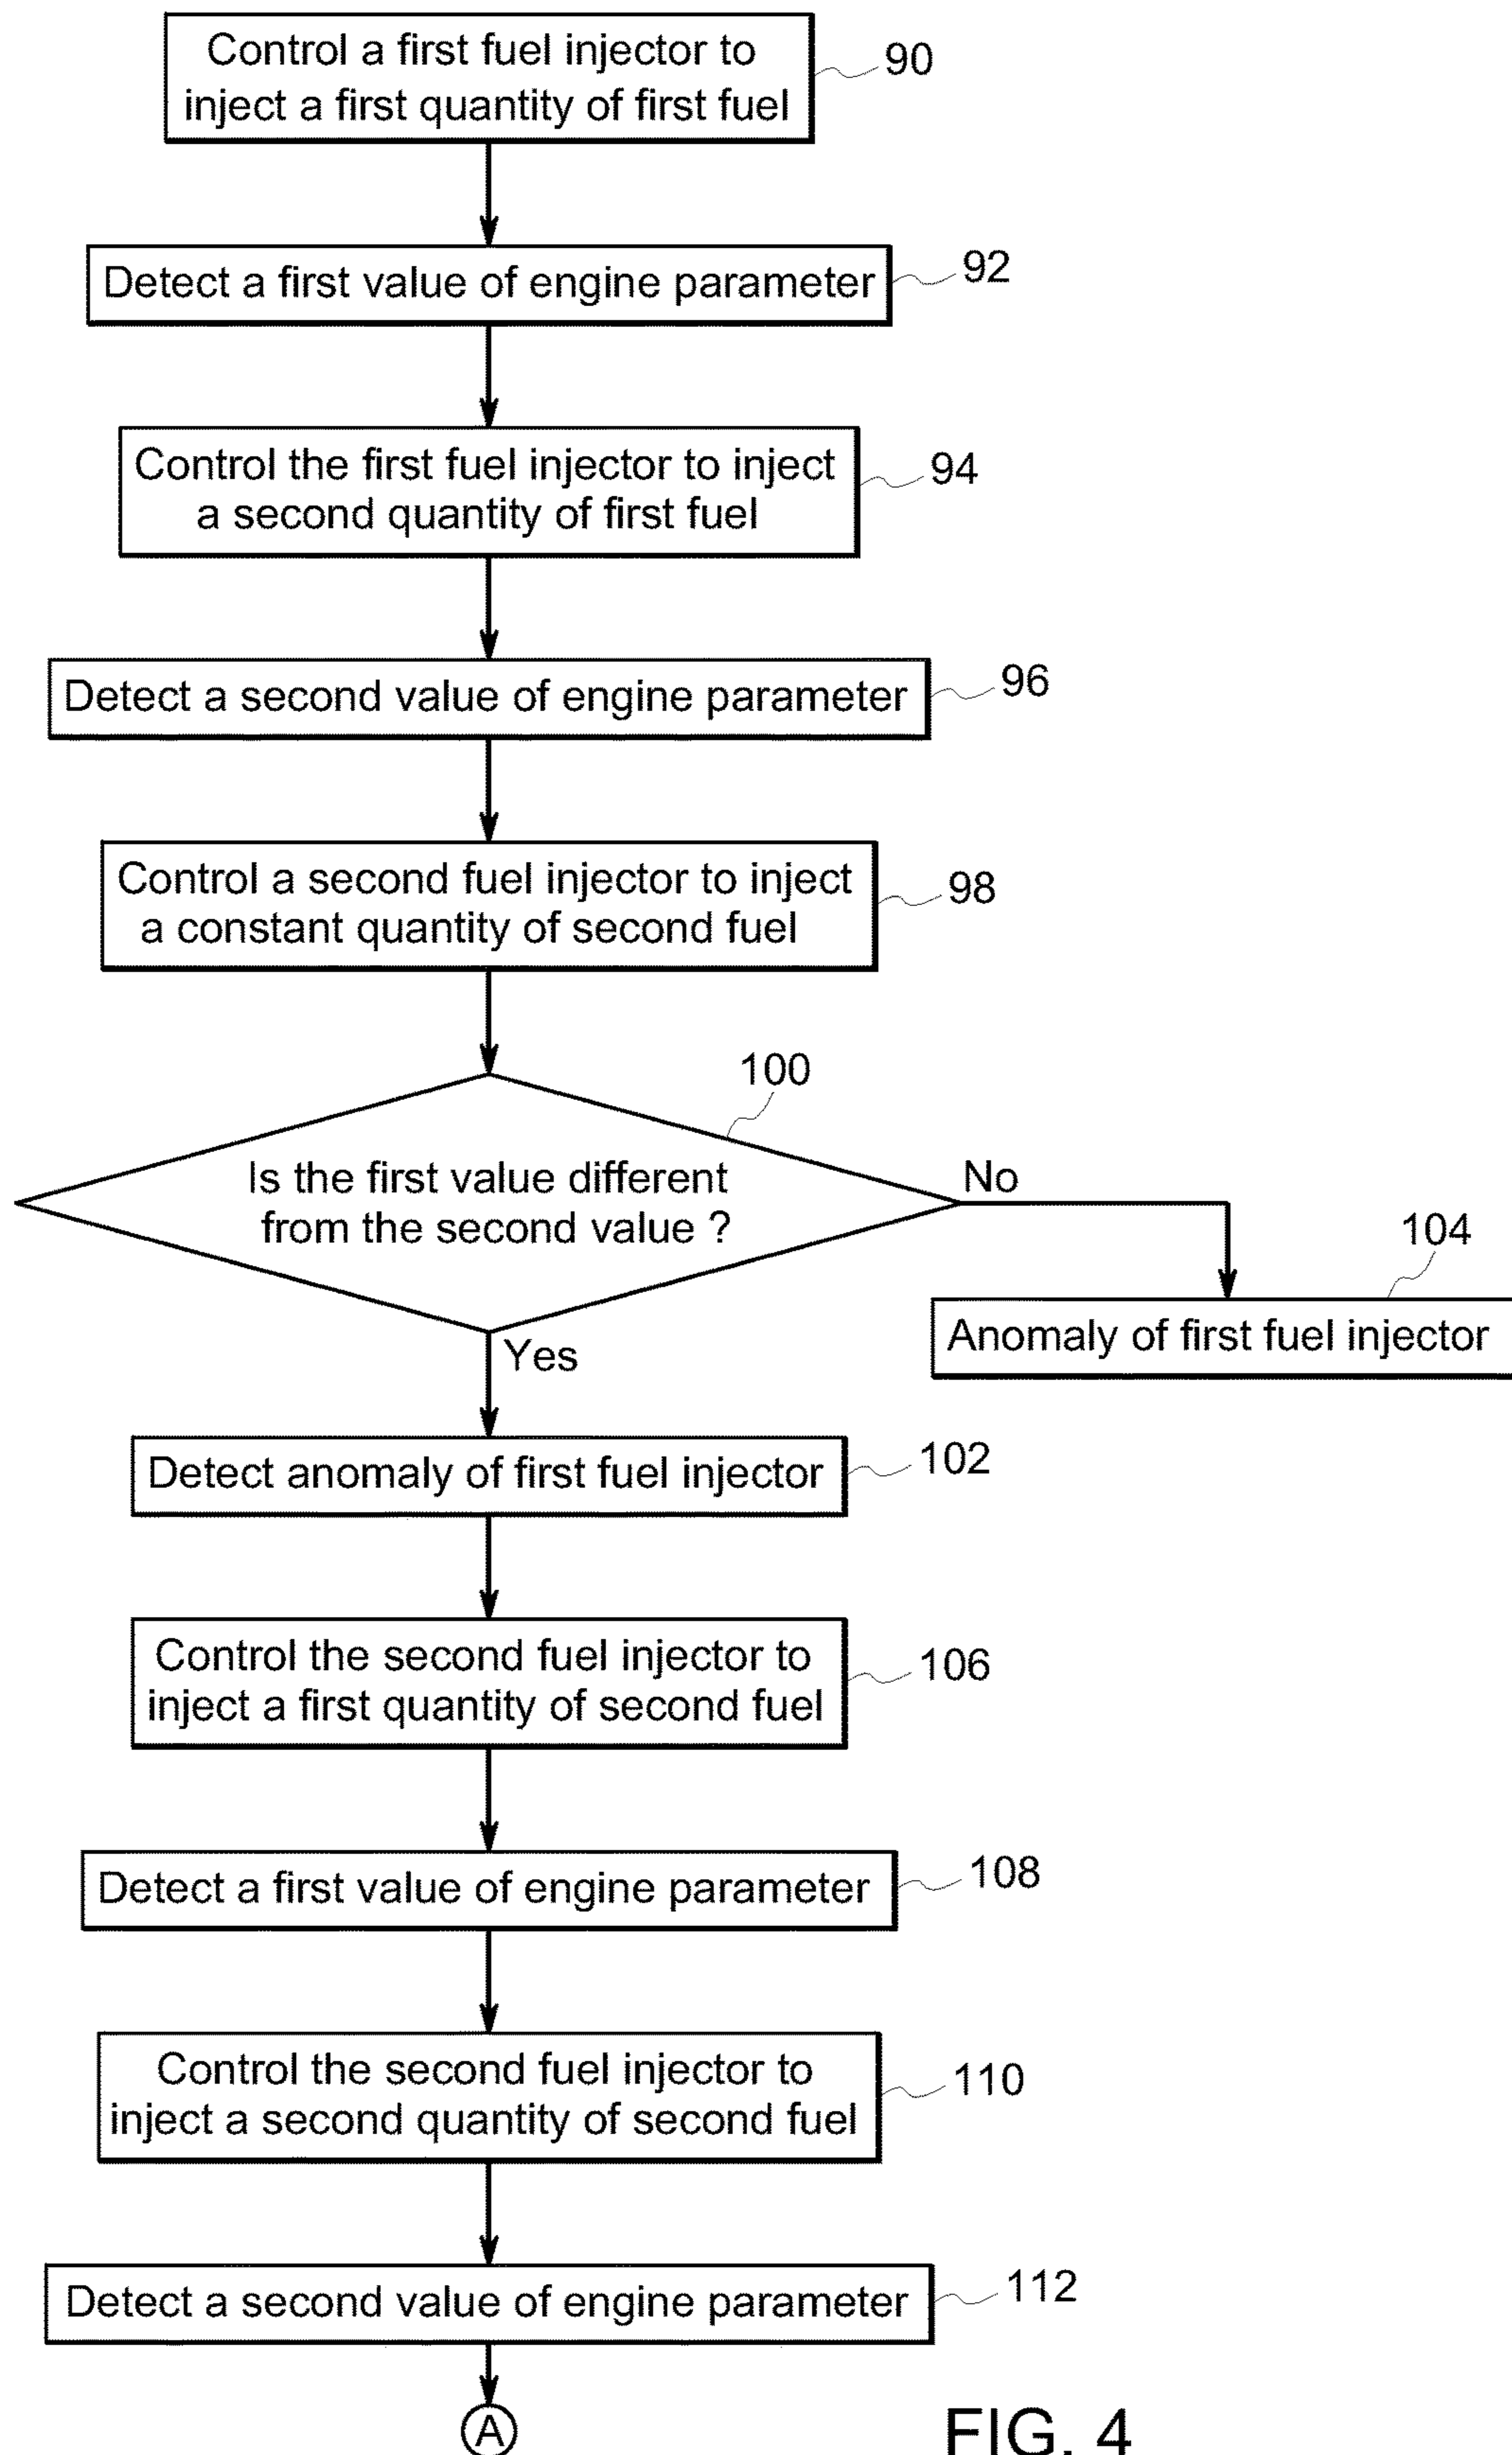 Control a first fuel injector to
inject a first quantity of first fuel
90
Detect a first value of engine parameter
92
Control the first fuel injector to inject
a second quantity of first fuel
94
Detect a second value of engine parameter
96
Control a second fuel injector to inject
a constant quantity of second fuel
98
100
Is the first value different
from the second value ?
No
104
Anomaly of first fuel injector
Yes
Detect anomaly of first fuel injector
102
Control the second fuel injector to
inject a first quantity of second fuel
106
Detect a first value of engine parameter
108
Control the second fuel injector to
inject a second quantity of second fuel
110
Detect a second value of engine parameter
112
A
FIG. 4